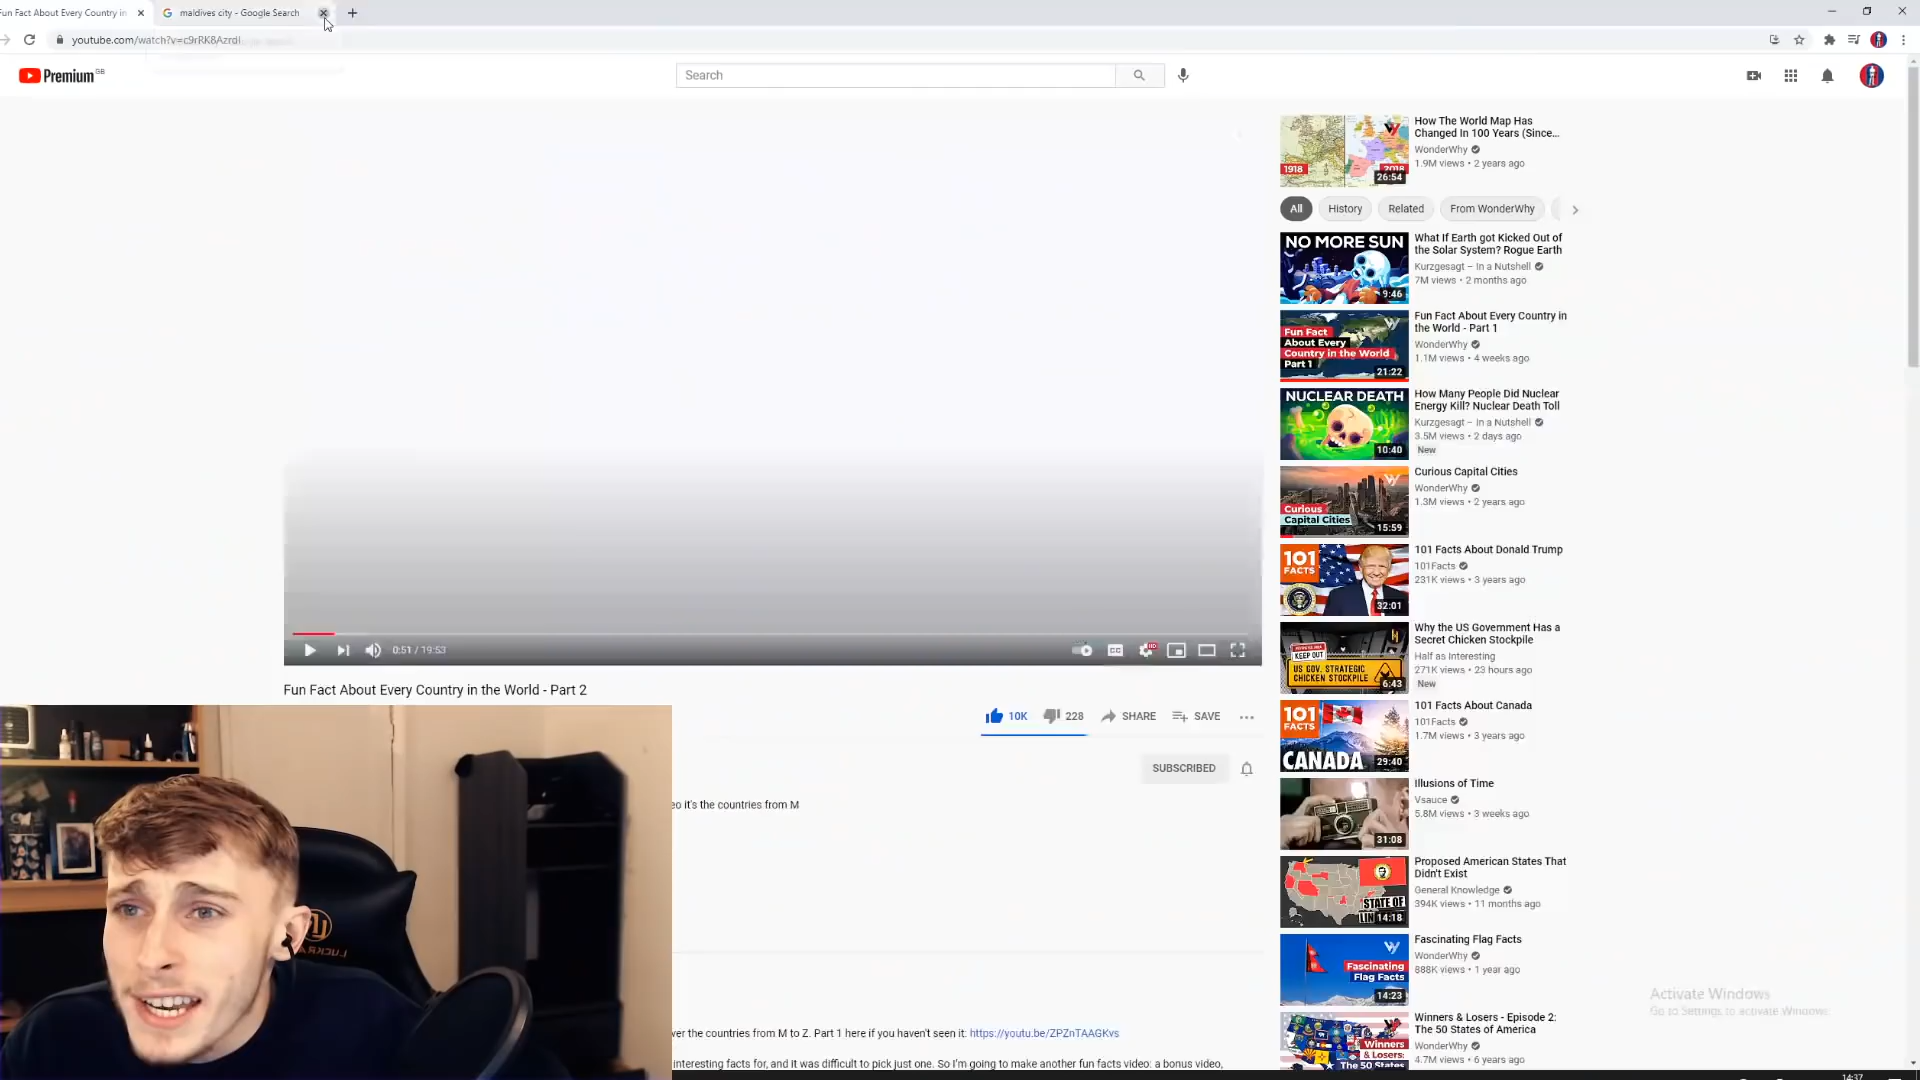 Fun Fact About Every Country in
maldives city - Google Search
youtube.com/watch?v=c9rRK8AzrdI
Premium GB
Search
How The World Map Has
Changed In 100 Years (Since...
WonderWhy
1.9M views • 2 years ago
1918
2018
26:54
All
History
Related
From WonderWhy
NO MORE SUN
9:46
What If Earth got Kicked Out of
the Solar System? Rogue Earth
Kurzgesagt – In a Nutshell
7M views • 2 months ago
Fun Fact
About Every
Country in the World
Part 1
21:22
Fun Fact About Every Country in
the World - Part 1
WonderWhy
1.1M views • 4 weeks ago
NUCLEAR DEATH
10:40
How Many People Did Nuclear
Energy Kill? Nuclear Death Toll
Kurzgesagt – In a Nutshell
3.5M views • 2 days ago
New
Curious
Capital Cities
15:59
Curious Capital Cities
WonderWhy
1.3M views • 2 years ago
101
FACTS
32:01
101 Facts About Donald Trump
101Facts
231K views • 3 years ago
KEEP OUT
US GOV. STRATEGIC
CHICKEN STOCKPILE
6:43
Why the US Government Has a
Secret Chicken Stockpile
Half as Interesting
271K views • 23 hours ago
New
101
FACTS
CANADA
29:40
101 Facts About Canada
101Facts
1.7M views • 3 years ago
31:08
Illusions of Time
Vsauce
5.8M views • 3 weeks ago
STATE OF
LIN
14:18
Proposed American States That
Didn't Exist
General Knowledge
394K views • 11 months ago
Fascinating
Flag Facts
14:23
Fascinating Flag Facts
WonderWhy
888K views • 1 year ago
Winners
& Losers:
The 50 States
Winners & Losers - Episode 2:
The 50 States of America
WonderWhy
4.7M views • 6 years ago
0:51 / 19:53
CC
HD
Fun Fact About Every Country in the World - Part 2
10K
228
SHARE
SAVE
SUBSCRIBED
eo it's the countries from M
ver the countries from M to Z. Part 1 here if you haven't seen it: https://youtu.be/ZPZnTAAGKvs
interesting facts for, and it was difficult to pick just one. So I'm going to make another fun facts video: a bonus video,
Activate Windows
Go to Settings to activate Windows.
14:37